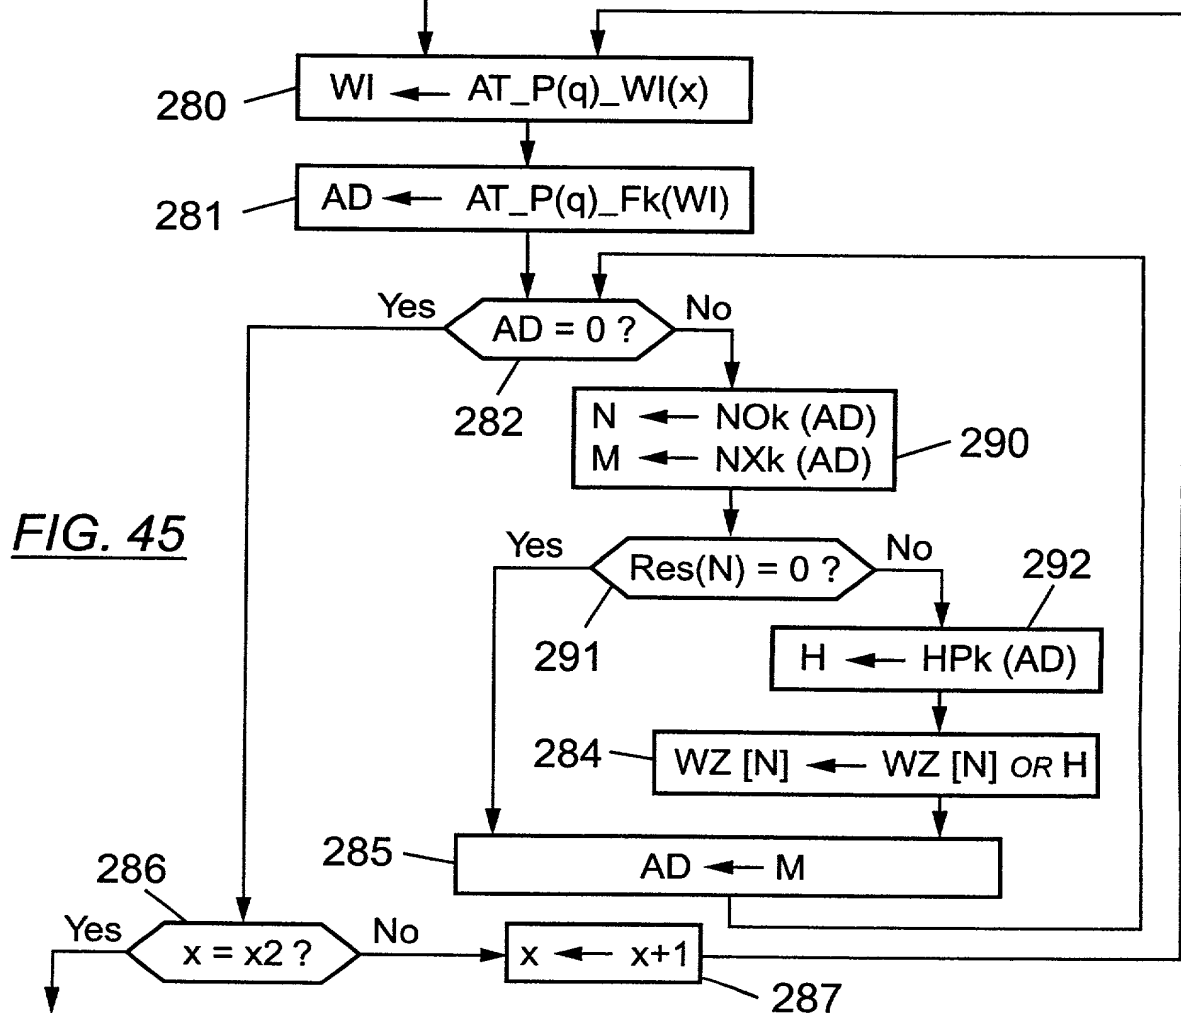 WI ← AT_P(q)_WI(x)
280
AD ← AT_P(q)_Fk(WI)
281
Yes
AD = 0 ?
No
282
N ← NOk (AD)
M ← NXk (AD)
290
FIG. 45
Yes
Res(N) = 0 ?
No
291
292
H ← HPk (AD)
284
WZ [N] ← WZ [N] OR H
285
AD ← M
286
Yes
x = x2 ?
No
x ← x+1
287